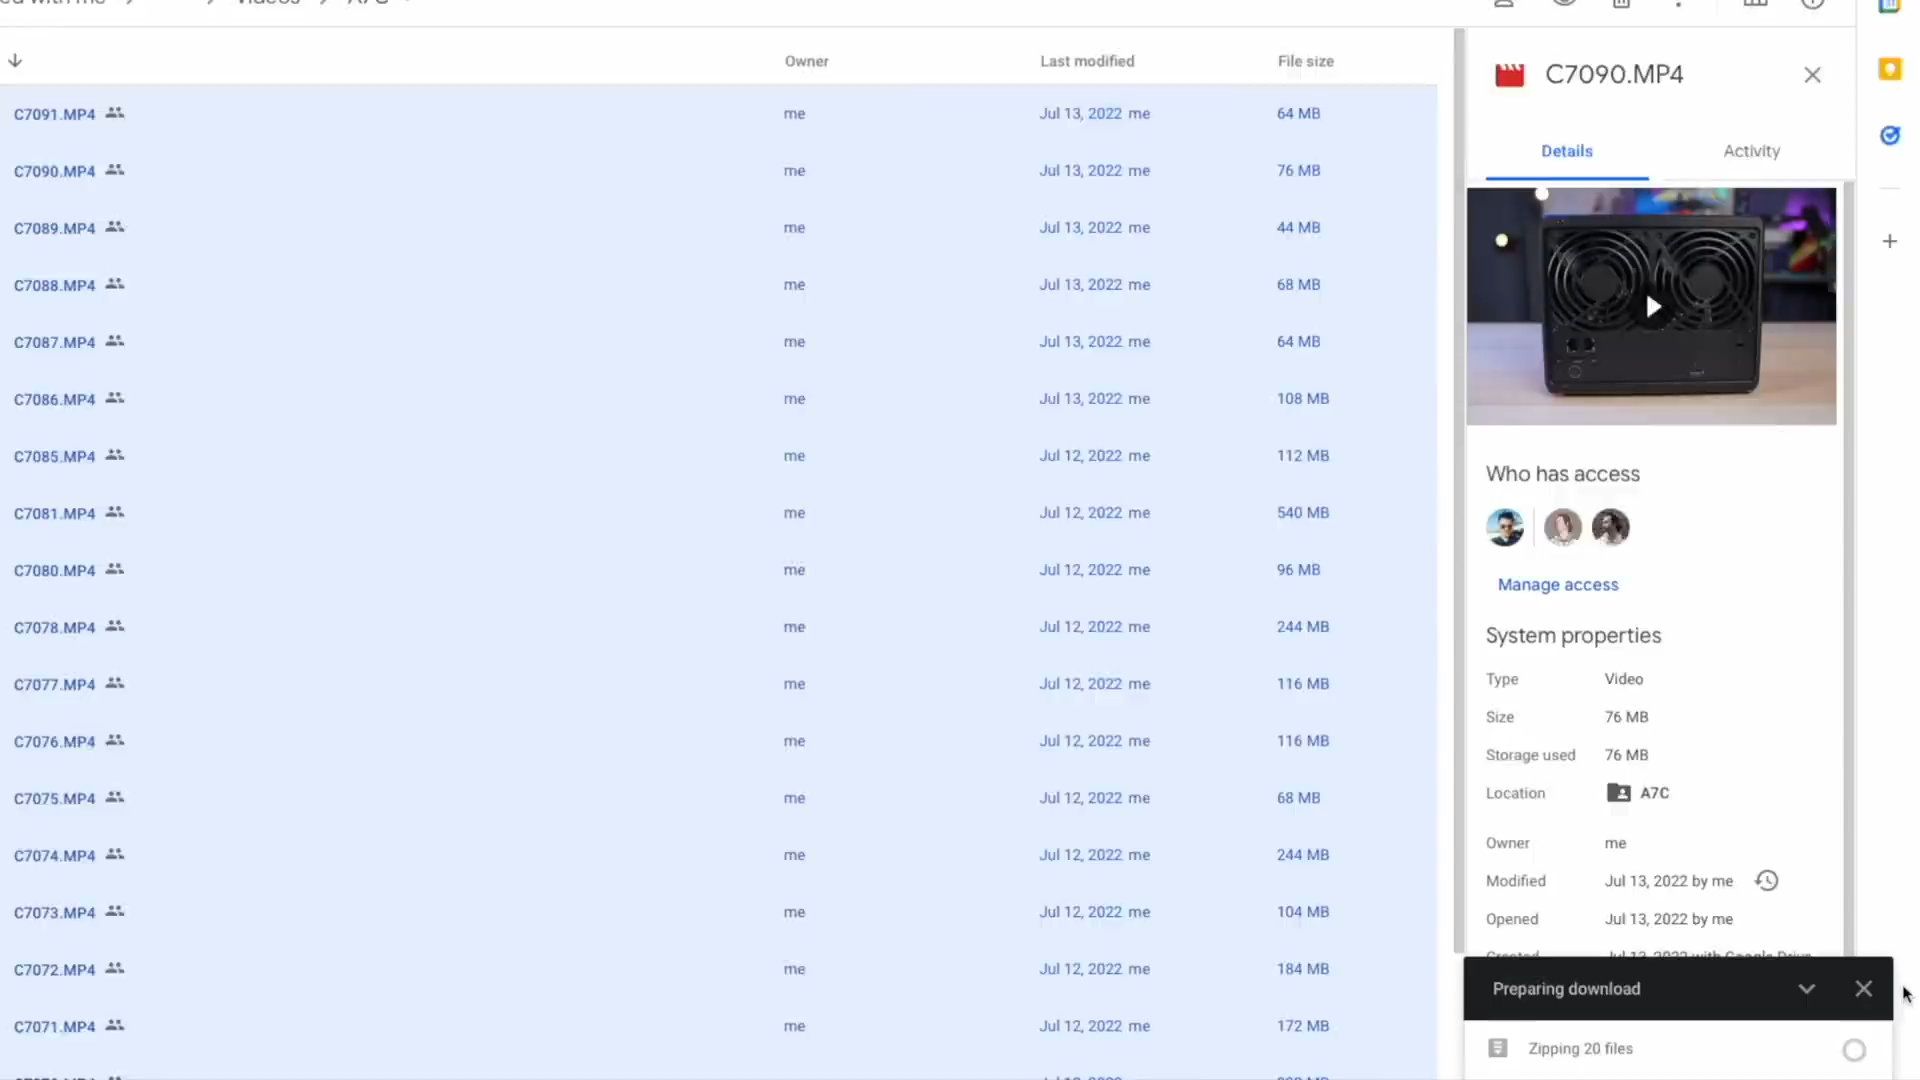 Videos
A7C
Owner Last modified File size
C7091.MP4 me Jul 13, 2022 me 64 MB
C7090.MP4 me Jul 13, 2022 me 76 MB
C7089.MP4 me Jul 13, 2022 me 44 MB
C7088.MP4 me Jul 13, 2022 me 68 MB
C7087.MP4 me Jul 13, 2022 me 64 MB
C7086.MP4 me Jul 13, 2022 me 108 MB
C7085.MP4 me Jul 12, 2022 me 112 MB
C7081.MP4 me Jul 12, 2022 me 540 MB
C7080.MP4 me Jul 12, 2022 me 96 MB
C7078.MP4 me Jul 12, 2022 me 244 MB
C7077.MP4 me Jul 12, 2022 me 116 MB
C7076.MP4 me Jul 12, 2022 me 116 MB
C7075.MP4 me Jul 12, 2022 me 68 MB
C7074.MP4 me Jul 12, 2022 me 244 MB
C7073.MP4 me Jul 12, 2022 me 104 MB
C7072.MP4 me Jul 12, 2022 me 184 MB
C7071.MP4 me Jul 12, 2022 me 172 MB
C7090.MP4
Details Activity
Who has access
Manage access
System properties
Type Video
Size 76 MB
Storage used 76 MB
Location A7C
Owner me
Modified Jul 13, 2022 by me
Opened Jul 13, 2022 by me
Created Jul 13, 2022 with Google Drive
Preparing download
Zipping 20 files